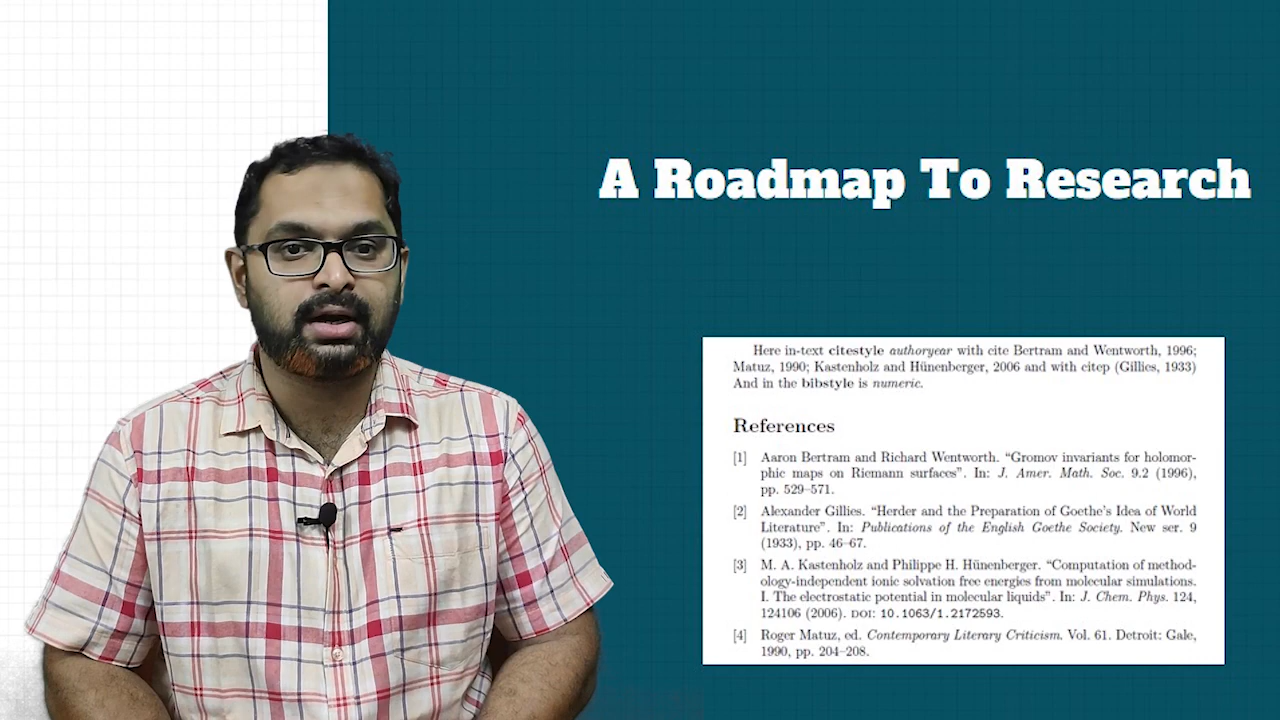 A Roadmap To Research
Here in-text citestyle authoryear with cite Bertram and Wentworth, 1996;
Matuz, 1990; Kastenholz and Hünenberger, 2006 and with citep (Gillies, 1933)
And in the bibstyle is numeric.
References
[1] Aaron Bertram and Richard Wentworth. “Gromov invariants for holomor-
phic maps on Riemann surfaces”. In: J. Amer. Math. Soc. 9.2 (1996),
pp. 529–571.
[2] Alexander Gillies. “Herder and the Preparation of Goethe’s Idea of World
Literature”. In: Publications of the English Goethe Society. New ser. 9
(1933), pp. 46–67.
[3] M. A. Kastenholz and Philippe H. Hünenberger. “Computation of method-
ology-independent ionic solvation free energies from molecular simulations.
I. The electrostatic potential in molecular liquids”. In: J. Chem. Phys. 124,
124106 (2006). DOI: 10.1063/1.2172593.
[4] Roger Matuz, ed. Contemporary Literary Criticism. Vol. 61. Detroit: Gale,
1990, pp. 204–208.